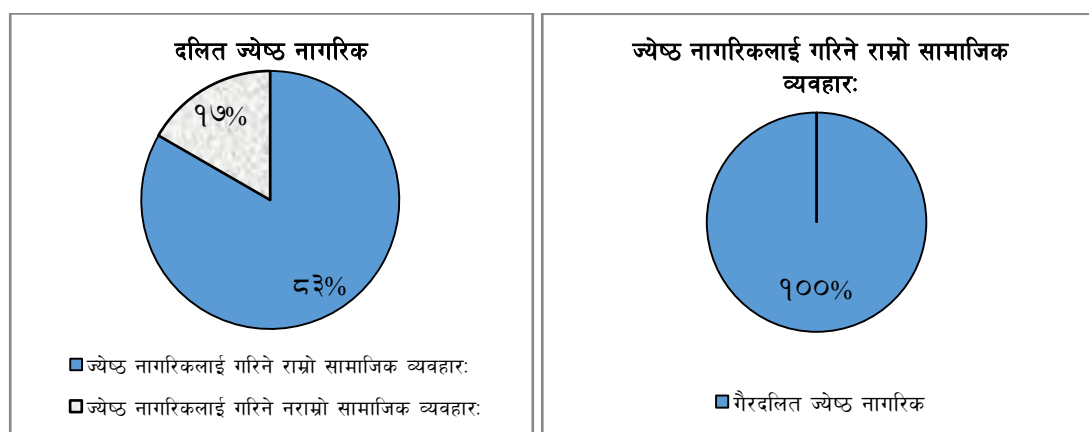 दलित ज्येष्ठ नागरिक
१७%
८३%
ज्येष्ठ नागरिकलाई गरिने राम्रो सामाजिक व्यवहार:
ज्येष्ठ नागरिकलाई गरिने नराम्रो सामाजिक व्यवहार:
ज्येष्ठ नागरिकलाई गरिने राम्रो सामाजिक
व्यवहार:
१००%
गैरदलित ज्येष्ठ नागरिक